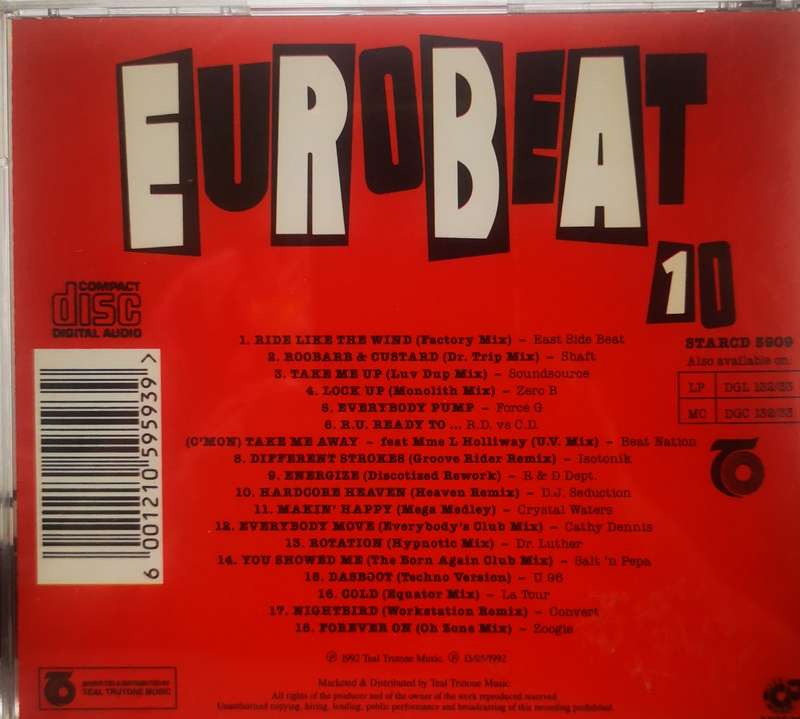 EUROBEAT
10
COMPACT
disc
DIGITAL AUDIO
1. RIDE LIKE THE WIND (Factory Mix) – East Side Beat
2. ROOBARB & CUSTARD (Dr. Trip Mix) – Shaft
3. TAKE ME UP (Luv Dup Mix) – Soundsource
4. LOCK UP (Monolith Mix) – Zero B
5. EVERYBODY PUMP – Force G
6. R.U. READY TO ... R.D. vs C.D.
(C'MON) TAKE ME AWAY – feat Mme L Holliway (U.V. Mix) – Beat Nation
8. DIFFERENT STROKES (Groove Rider Remix) – Isotonik
9. ENERGIZE (Discotized Rework) – R & D Dept.
10. HARDCORE HEAVEN (Heaven Remix) – D.J. Seduction
11. MAKIN' HAPPY (Mega Medley) – Crystal Waters
12. EVERYBODY MOVE (Everybody's Club Mix) – Cathy Dennis
13. ROTATION (Hypnotic Mix) – Dr. Luther
14. YOU SHOWED ME (The Born Again Club Mix) – Salt 'n Pepa
15. DASBOOT (Techno Version) – U 96
16. COLD (Equator Mix) – La Tour
17. NIGHTBIRD (Workstation Remix) – Convert
18. FOREVER ON (Oh Zone Mix) – Zoogie
STARCD 5909
Also available on:
LP DGL 132/33
MC DGC 132/33
6 001210 595939 >
℗ 1992 Teal Trutone Music. ℗ 1992
Marketed & Distributed by Teal Trutone Music.
All rights of the producer and of the owner of the work reproduced reserved
Unauthorised copying, hiring, lending, public performance and broadcasting of this recording prohibited.
MARKETED & DISTRIBUTED BY
TEAL TRUTONE MUSIC